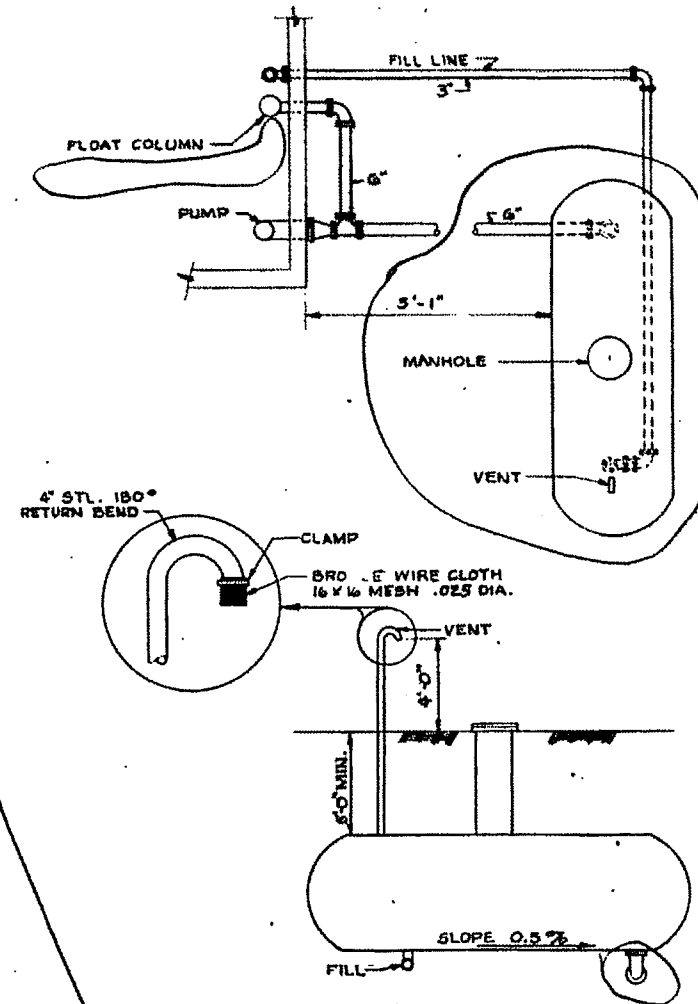 FILL LINE
3"
FLOAT COLUMN
6"
PUMP
6"
5'-1"
MANHOLE
VENT
4" STL. 180°
RETURN BEND
CLAMP
WIRE CLOTH
16 X 16 MESH .025 DIA.
VENT
4'-0"
6'-0" MIN.
SLOPE 0.5%
FILL